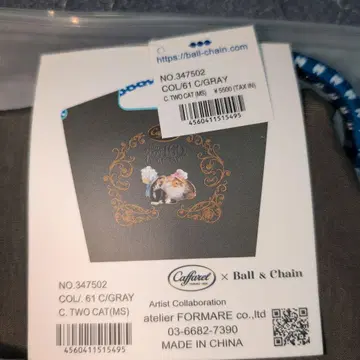 https://ball-chain.com
NO.347502
COL/61 C/GRAY
C. TWO CAT(MS) ¥5500 (TAX IN)
4560411515495
NO.347502
COL/. 61 C/GRAY
C. TWO CAT(MS)
4560411515495
Caffaret × Ball & Chain
Artist Collaboration
atelier FORMARE co.,ltd
03-6682-7390
MADE IN CHINA